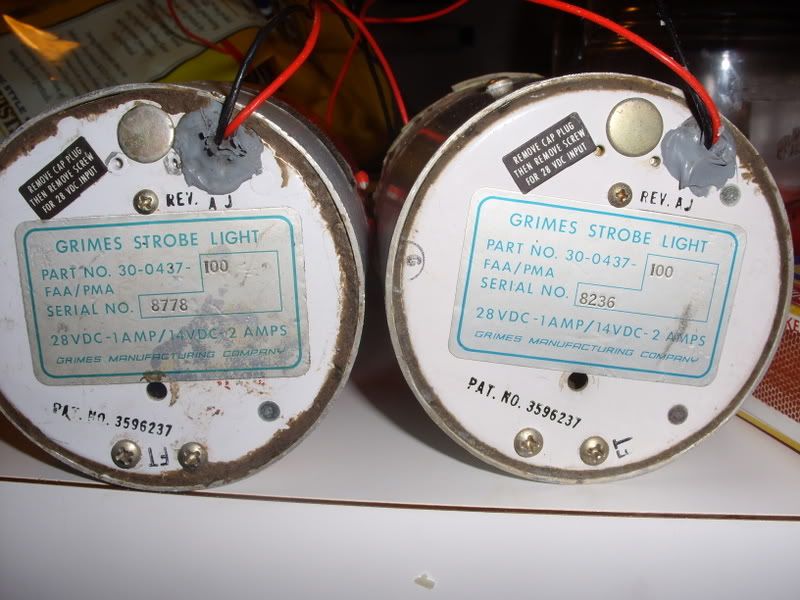 REMOVE CAP PLUG
THEN REMOVE SCREW
FOR 28 VDC INPUT
REV. AJ
GRIMES STROBE LIGHT
PART NO. 30-0437-100
FAA/PMA
SERIAL NO. 8778
28VDC-1AMP/14VDC-2 AMPS
GRIMES MANUFACTURING COMPANY
PAT. NO. 3596237
FT
REMOVE CAP PLUG
THEN REMOVE SCREW
FOR 28 VDC INPUT
REV. AJ
GRIMES STROBE LIGHT
PART NO. 30-0437-100
FAA/PMA
SERIAL NO. 8236
28VDC-1AMP/14VDC-2 AMPS
GRIMES MANUFACTURING COMPANY
PAT. NO. 3596237
FT